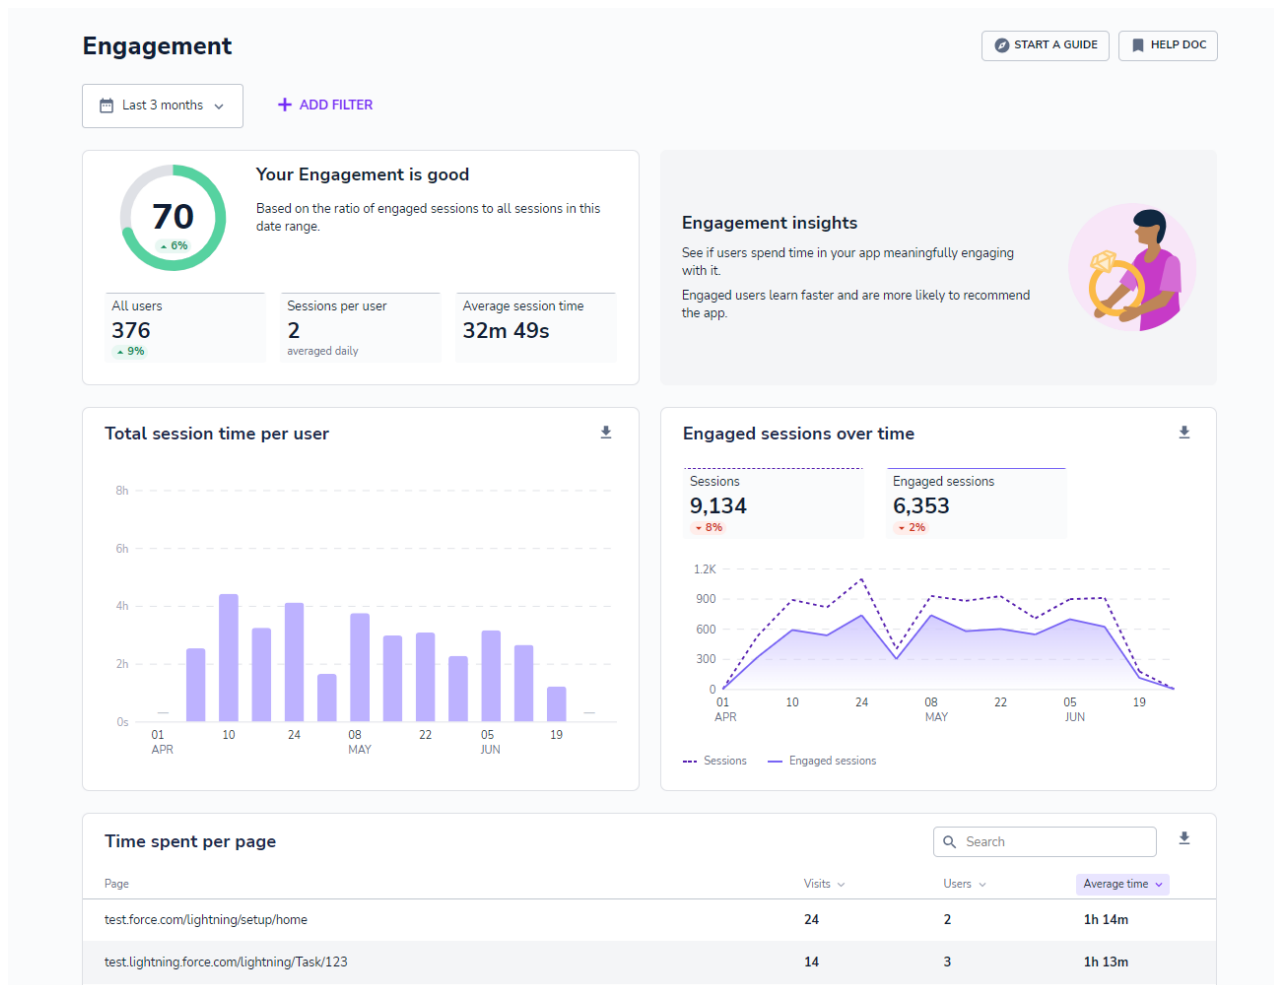 Engagement
START A GUIDE
HELP DOC
Last 3 months
ADD FILTER
70
6%
Your Engagement is good
Based on the ratio of engaged sessions to all sessions in this
date range.
All users
376
9%
Sessions per user
2
averaged daily
Average session time
32m 49s
Engagement insights
See if users spend time in your app meaningfully engaging
with it.
Engaged users learn faster and are more likely to recommend
the app.
Total session time per user
8h
6h
4h
2h
0s
01 10 24 08 22 05 19
APR MAY JUN
Engaged sessions over time
Sessions
9,134
8%
Engaged sessions
6,353
2%
1.2K
900
600
300
0
01 10 24 08 22 05 19
APR MAY JUN
Sessions Engaged sessions
Time spent per page
Search
Page Visits Users Average time
test.force.com/lightning/setup/home 24 2 1h 14m
test.lightning.force.com/lightning/Task/123 14 3 1h 13m